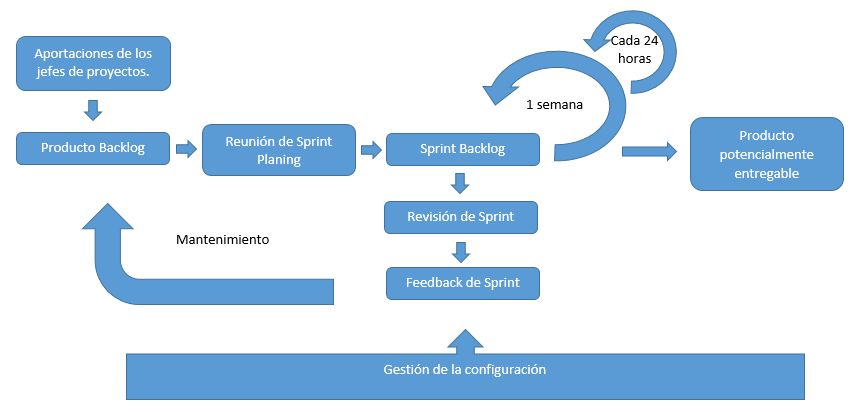 Aportaciones de los
jefes de proyectos.
Cada 24
horas
1 semana
Producto Backlog
Reunión de Sprint
Planing
Sprint Backlog
Producto
potencialmente
entregable
Revisión de Sprint
Mantenimiento
Feedback de Sprint
Gestión de la configuración